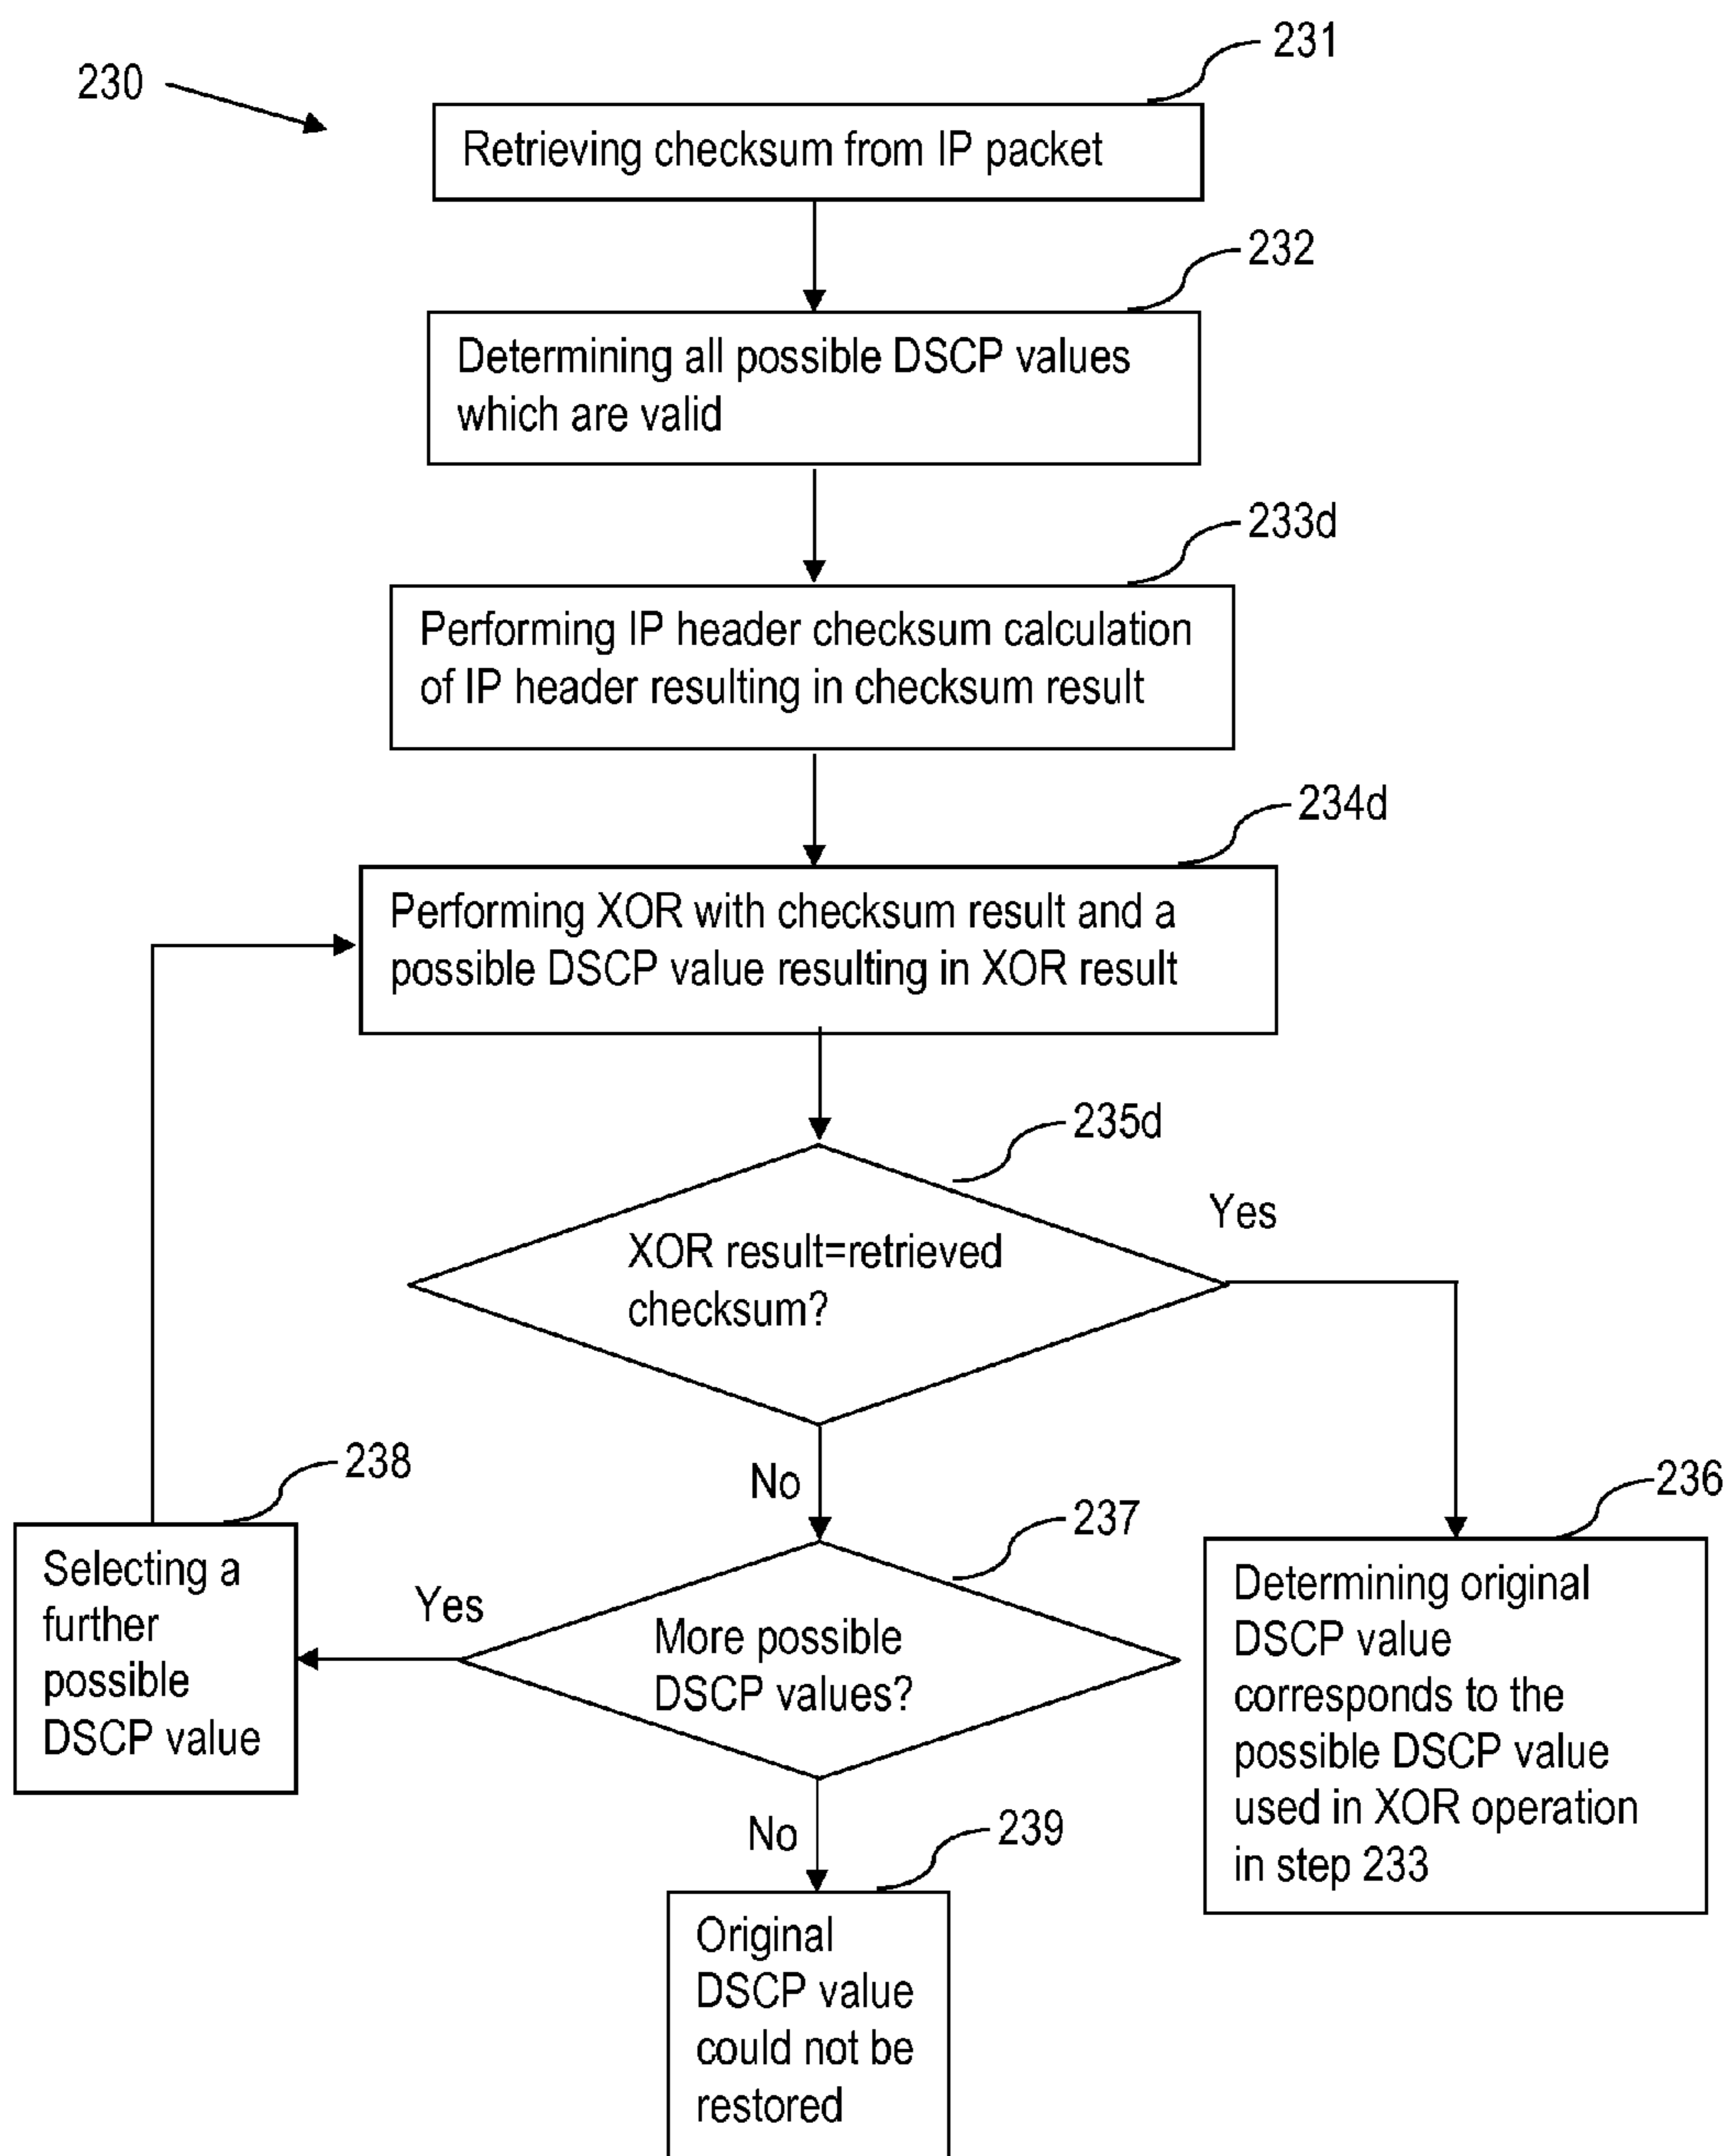 230
231
Retrieving checksum from IP packet
232
Determining all possible DSCP values
which are valid
233d
Performing IP header checksum calculation
of IP header resulting in checksum result
234d
Performing XOR with checksum result and a
possible DSCP value resulting in XOR result
235d
XOR result=retrieved
checksum?
Yes
No
238
Selecting a
further
possible
DSCP value
Yes
237
More possible
DSCP values?
236
Determining original
DSCP value
corresponds to the
possible DSCP value
used in XOR operation
in step 233
No
239
Original
DSCP value
could not be
restored